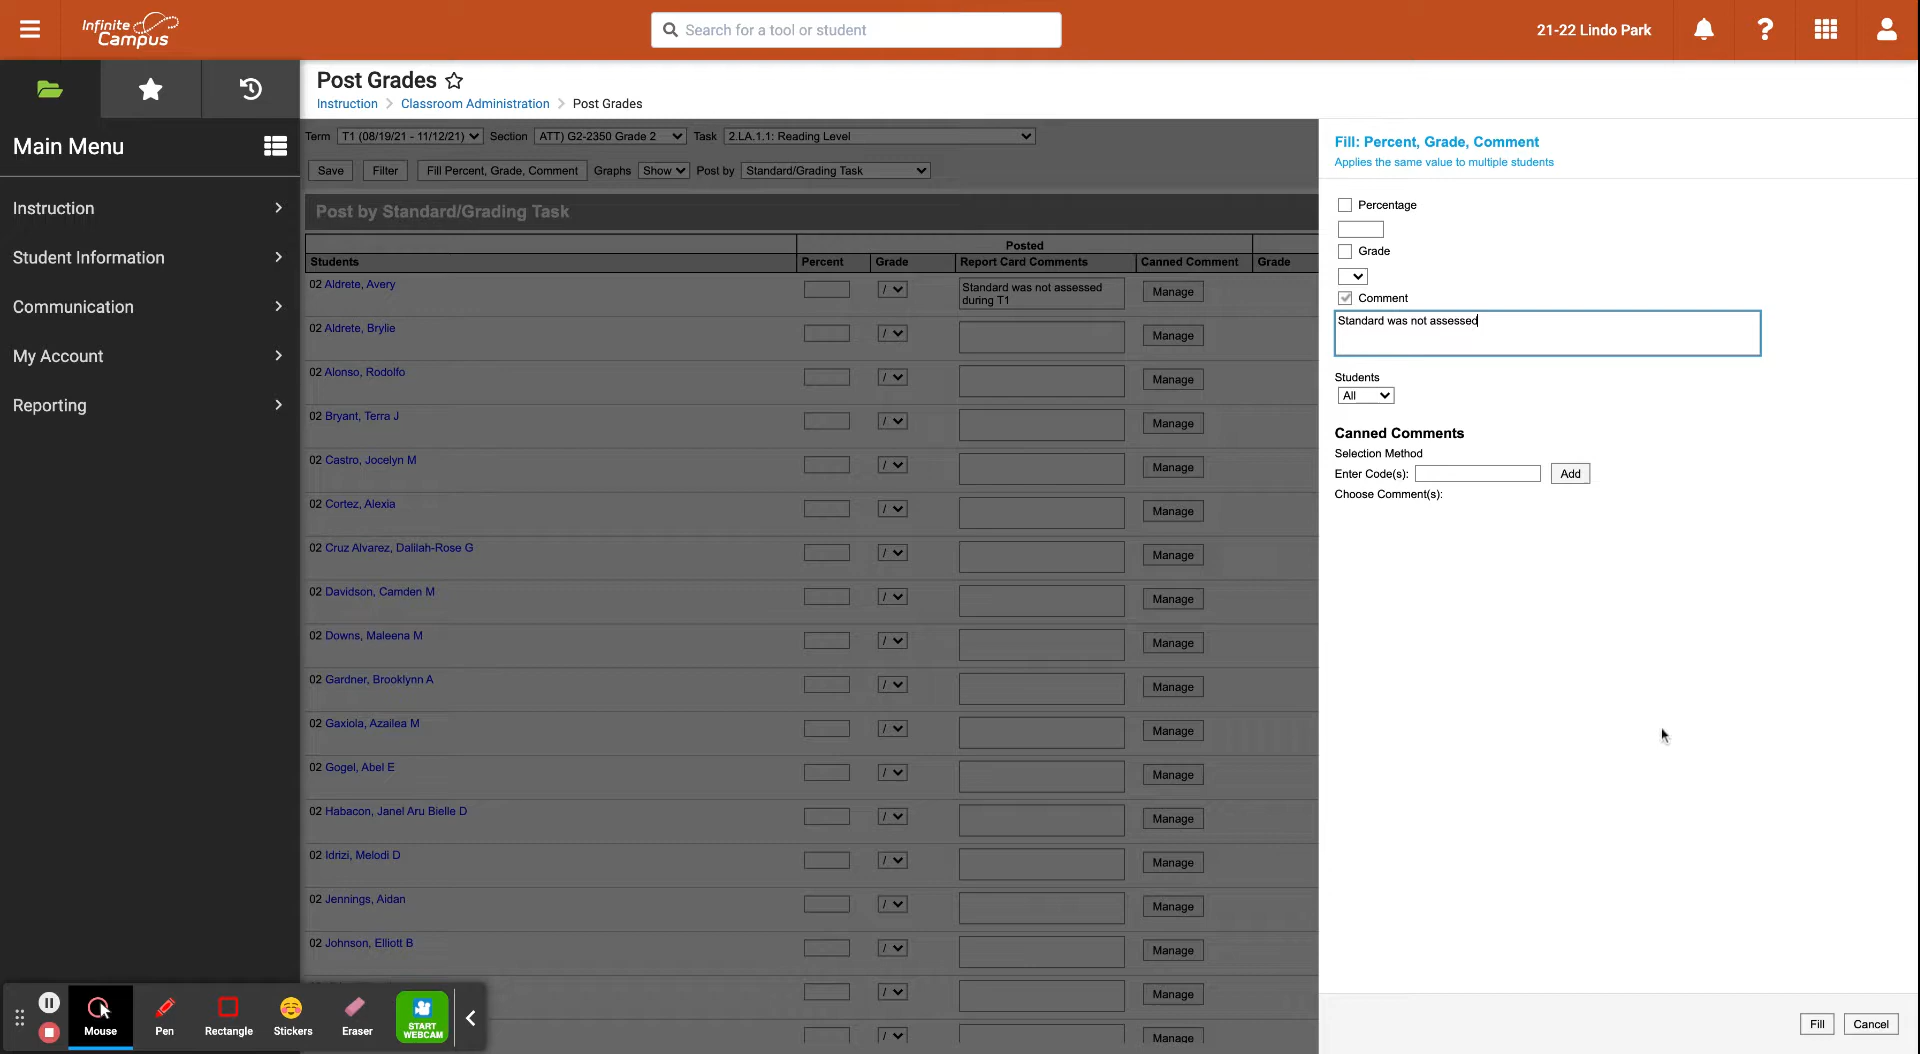 Infinite Campus
Search for a tool or student
21-22 Lindo Park
Post Grades
Instruction > Classroom Administration > Post Grades
Main Menu
Instruction
Student Information
Communication
My Account
Reporting
Term T1 (08/19/21 - 11/12/21) Section ATT) G2-2350 Grade 2 Task 2.LA.1.1: Reading Level
Save Filter Fill Percent, Grade, Comment Graphs Show Post by Standard/Grading Task
Post by Standard/Grading Task
Posted
Students Percent Grade Report Card Comments Canned Comment Grade
02 Aldrete, Avery / Standard was not assessed during T1 Manage
02 Aldrete, Brylie / Manage
02 Alonso, Rodolfo / Manage
02 Bryant, Terra J / Manage
02 Castro, Jocelyn M / Manage
02 Cortez, Alexia / Manage
02 Cruz Alvarez, Dalilah-Rose G / Manage
02 Davidson, Camden M / Manage
02 Downs, Maleena M / Manage
02 Gardner, Brooklynn A / Manage
02 Gaxiola, Azailea M / Manage
02 Gogel, Abel E / Manage
02 Habacon, Janel Aru Bielle D / Manage
02 Idrizi, Melodi D / Manage
02 Jennings, Aidan / Manage
02 Johnson, Elliott B / Manage
/ Manage
/ Manage
Fill: Percent, Grade, Comment
Applies the same value to multiple students
Percentage
Grade
Comment
Standard was not assessed
Students
All
Canned Comments
Selection Method
Enter Code(s): Add
Choose Comment(s):
Fill Cancel
Mouse Pen Rectangle Stickers Eraser START WEBCAM